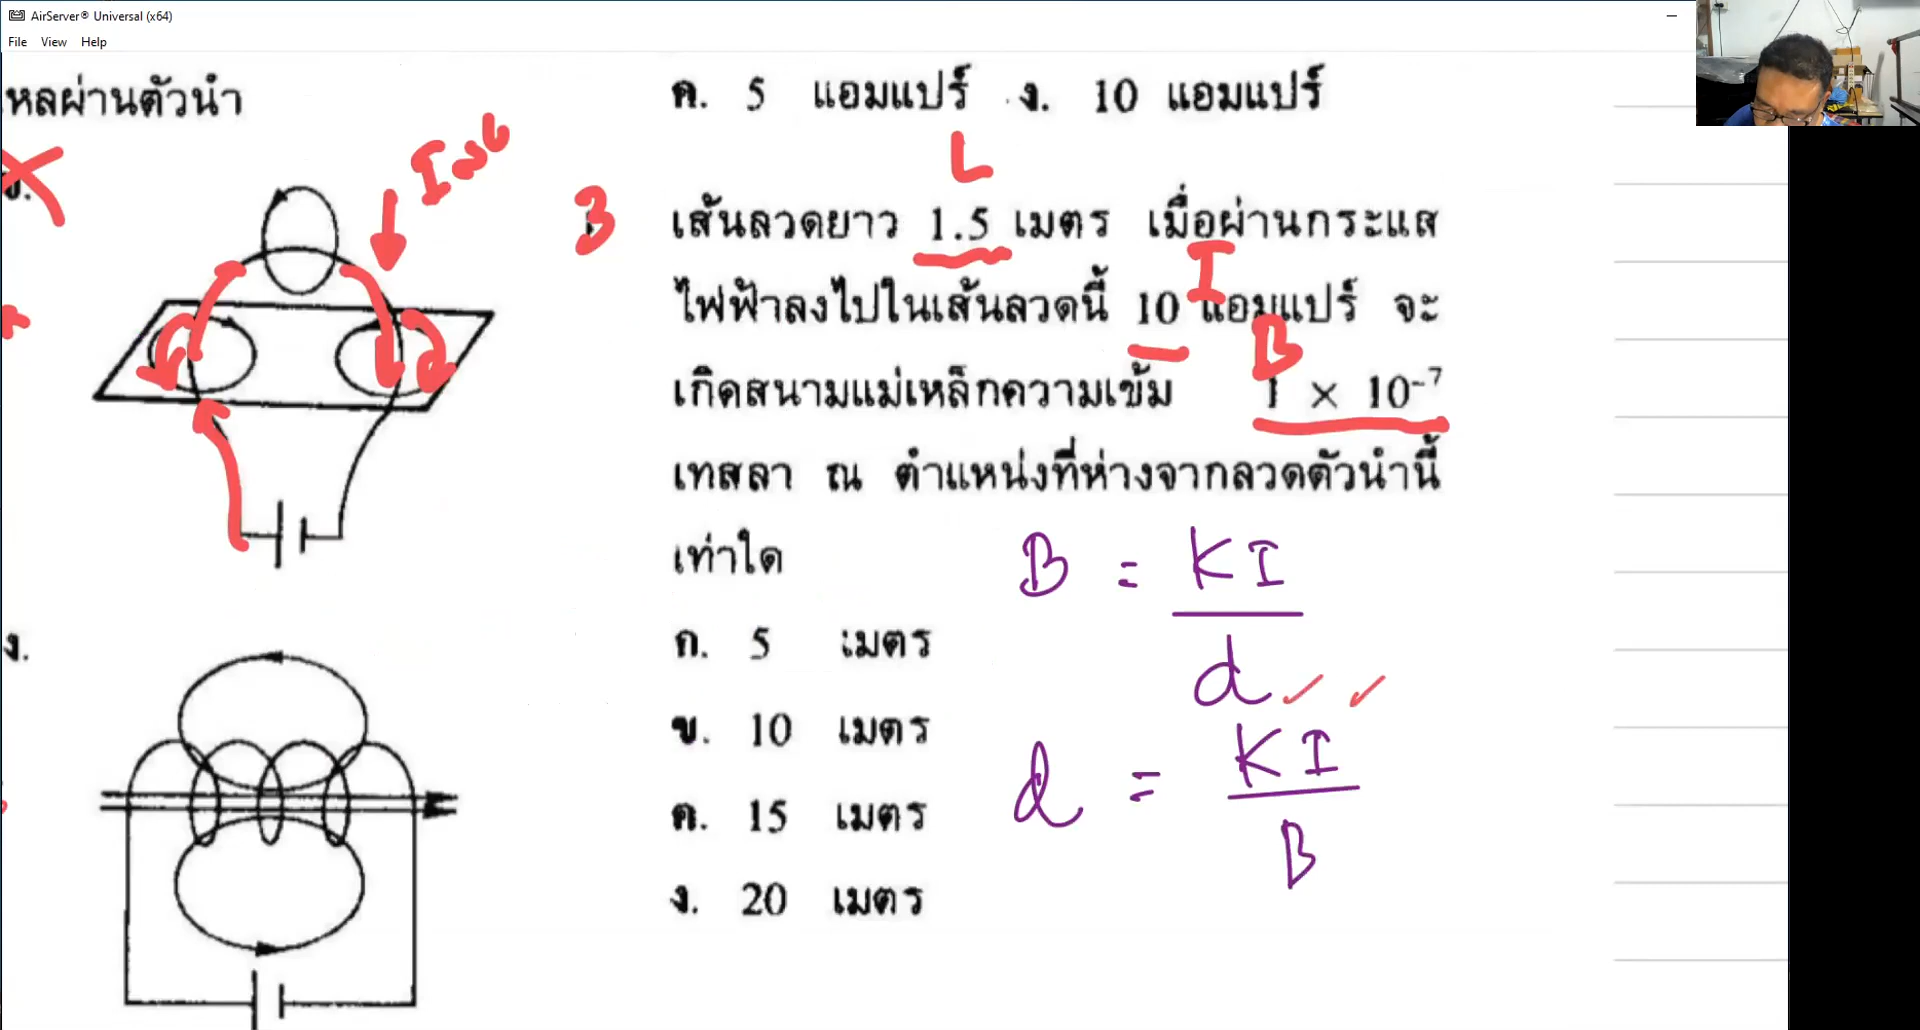 AirServer® Universal (x64)
File View Help
หลผ่านตัวนำ
ค. 5 แอมแปร์ ง. 10 แอมแปร์
L
3 เส้นลวดยาว 1.5 เมตร เมื่อผ่านกระแส
I
ไฟฟ้าลงไปในเส้นลวดนี้ 10 แอมแปร์ จะ
B
เกิดสนามแม่เหล็กความเข้ม 1 × 10⁻⁷
เทสลา ณ ตำแหน่งที่ห่างจากลวดตัวนำนี้
เท่าใด
B = KI
d
ก. 5 เมตร
ข. 10 เมตร
d = KI
B
ค. 15 เมตร
ง. 20 เมตร
ข.
ง.